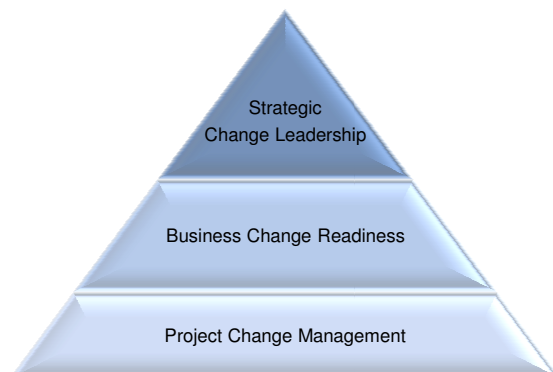 Strategic
Change Leadership
Business Change Readiness
Project Change Management